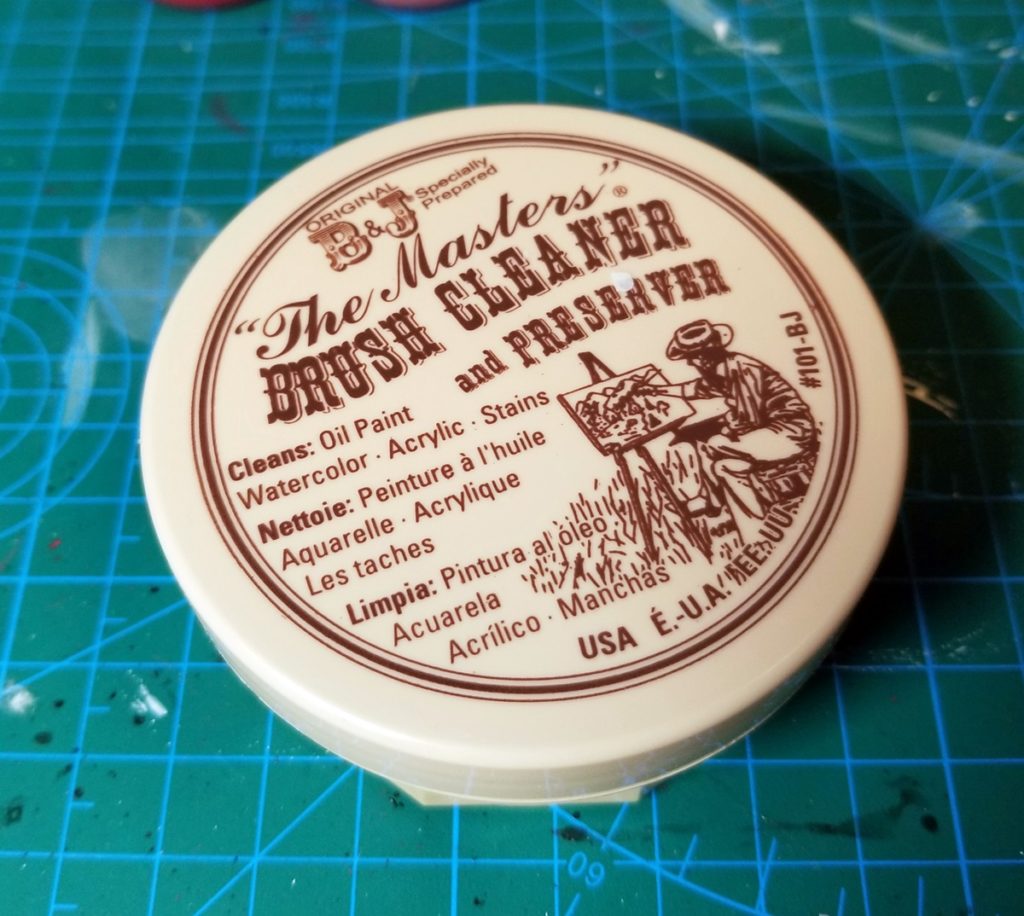 ORIGINAL
B&J
Specially
Prepared
“The Masters”®
BRUSH CLEANER
and PRESERVER
#101-BJ
Cleans: Oil Paint
Watercolor · Acrylic · Stains
Nettoie: Peinture à l'huile
Aquarelle · Acrylique
Les taches
Limpia: Pintura al óleo
Acuarela
Acrílico · Manchas
USA É.-U.A. EE.UU.
60